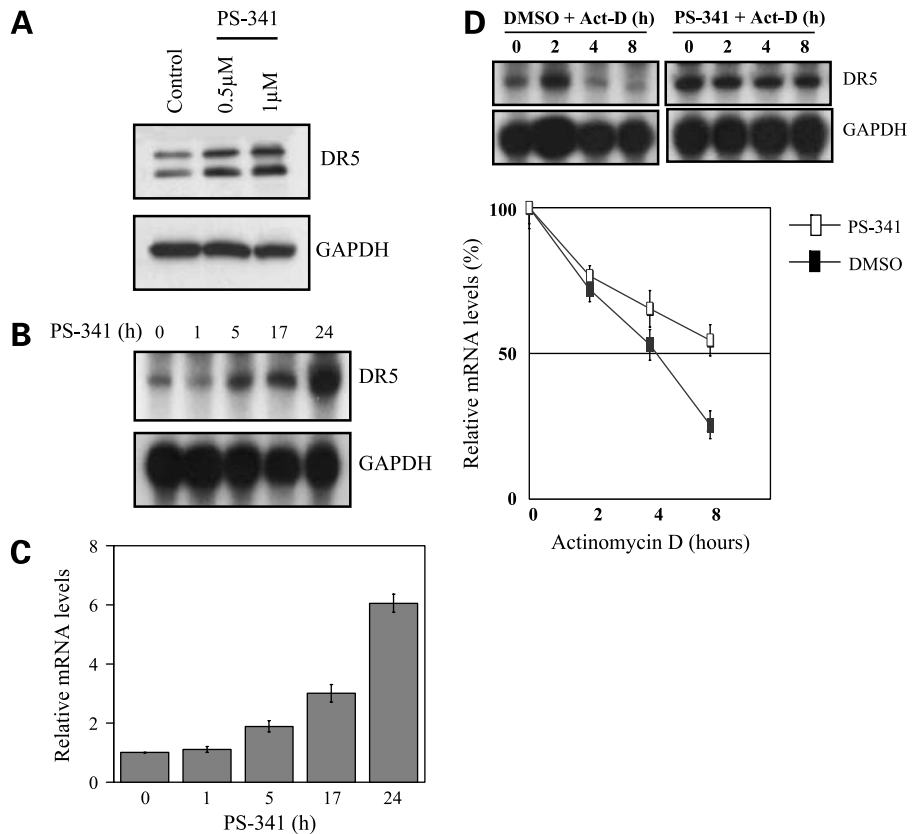 A
PS-341
Control
0.5µM
1µM
DR5
GAPDH
B
PS-341 (h) 0 1 5 17 24
DR5
GAPDH
C
Relative mRNA levels
8
6
4
2
0
0 1 5 17 24
PS-341 (h)
D
DMSO + Act-D (h) PS-341 + Act-D (h)
0 2 4 8 0 2 4 8
DR5
GAPDH
Relative mRNA levels (%)
100
50
0
0 2 4 8
Actinomycin D (hours)
PS-341
DMSO